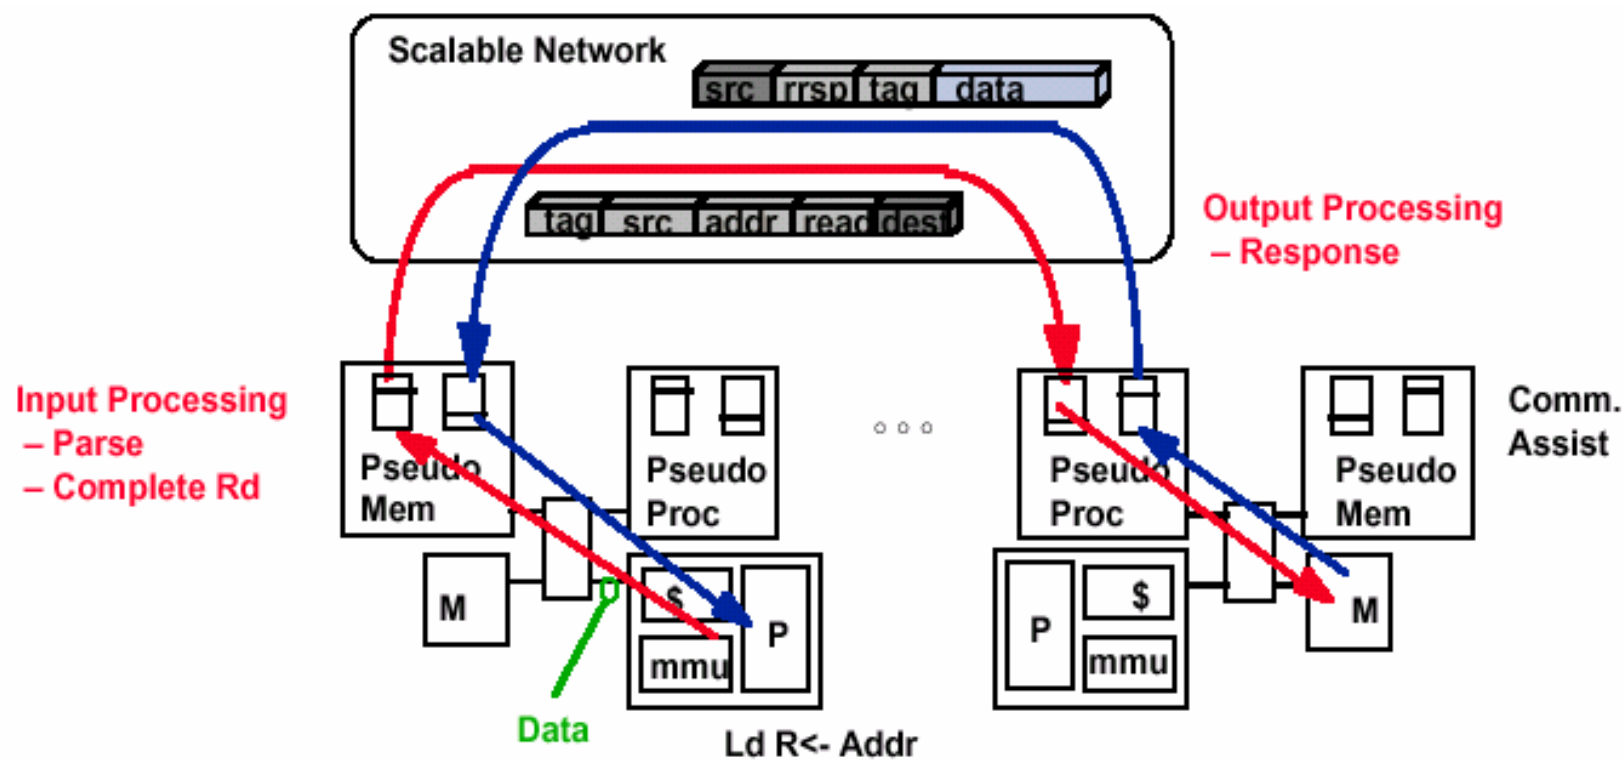 Scalable Network
src rrsp tag data
tag src addr read dest
Output Processing
– Response
Input Processing
– Parse
– Complete Rd
Pseudo
Mem
Pseudo
Proc
Pseudo
Proc
Pseudo
Mem
Comm.
Assist
M
$
mmu
P
P
$
mmu
M
Data
Ld R<- Addr